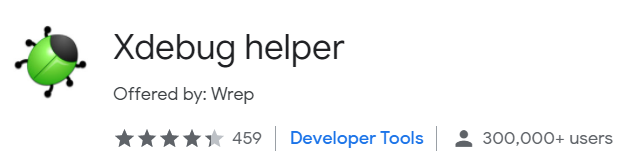 Xdebug helper
Offered by: Wrep
459 Developer Tools 300,000+ users